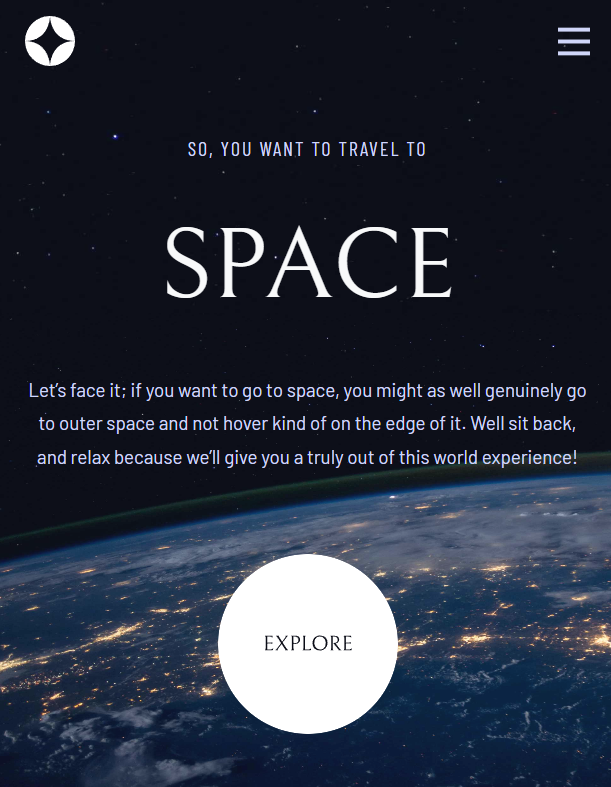 SO, YOU WANT TO TRAVEL TO
SPACE
Let’s face it; if you want to go to space, you might as well genuinely go
to outer space and not hover kind of on the edge of it. Well sit back,
and relax because we’ll give you a truly out of this world experience!
EXPLORE